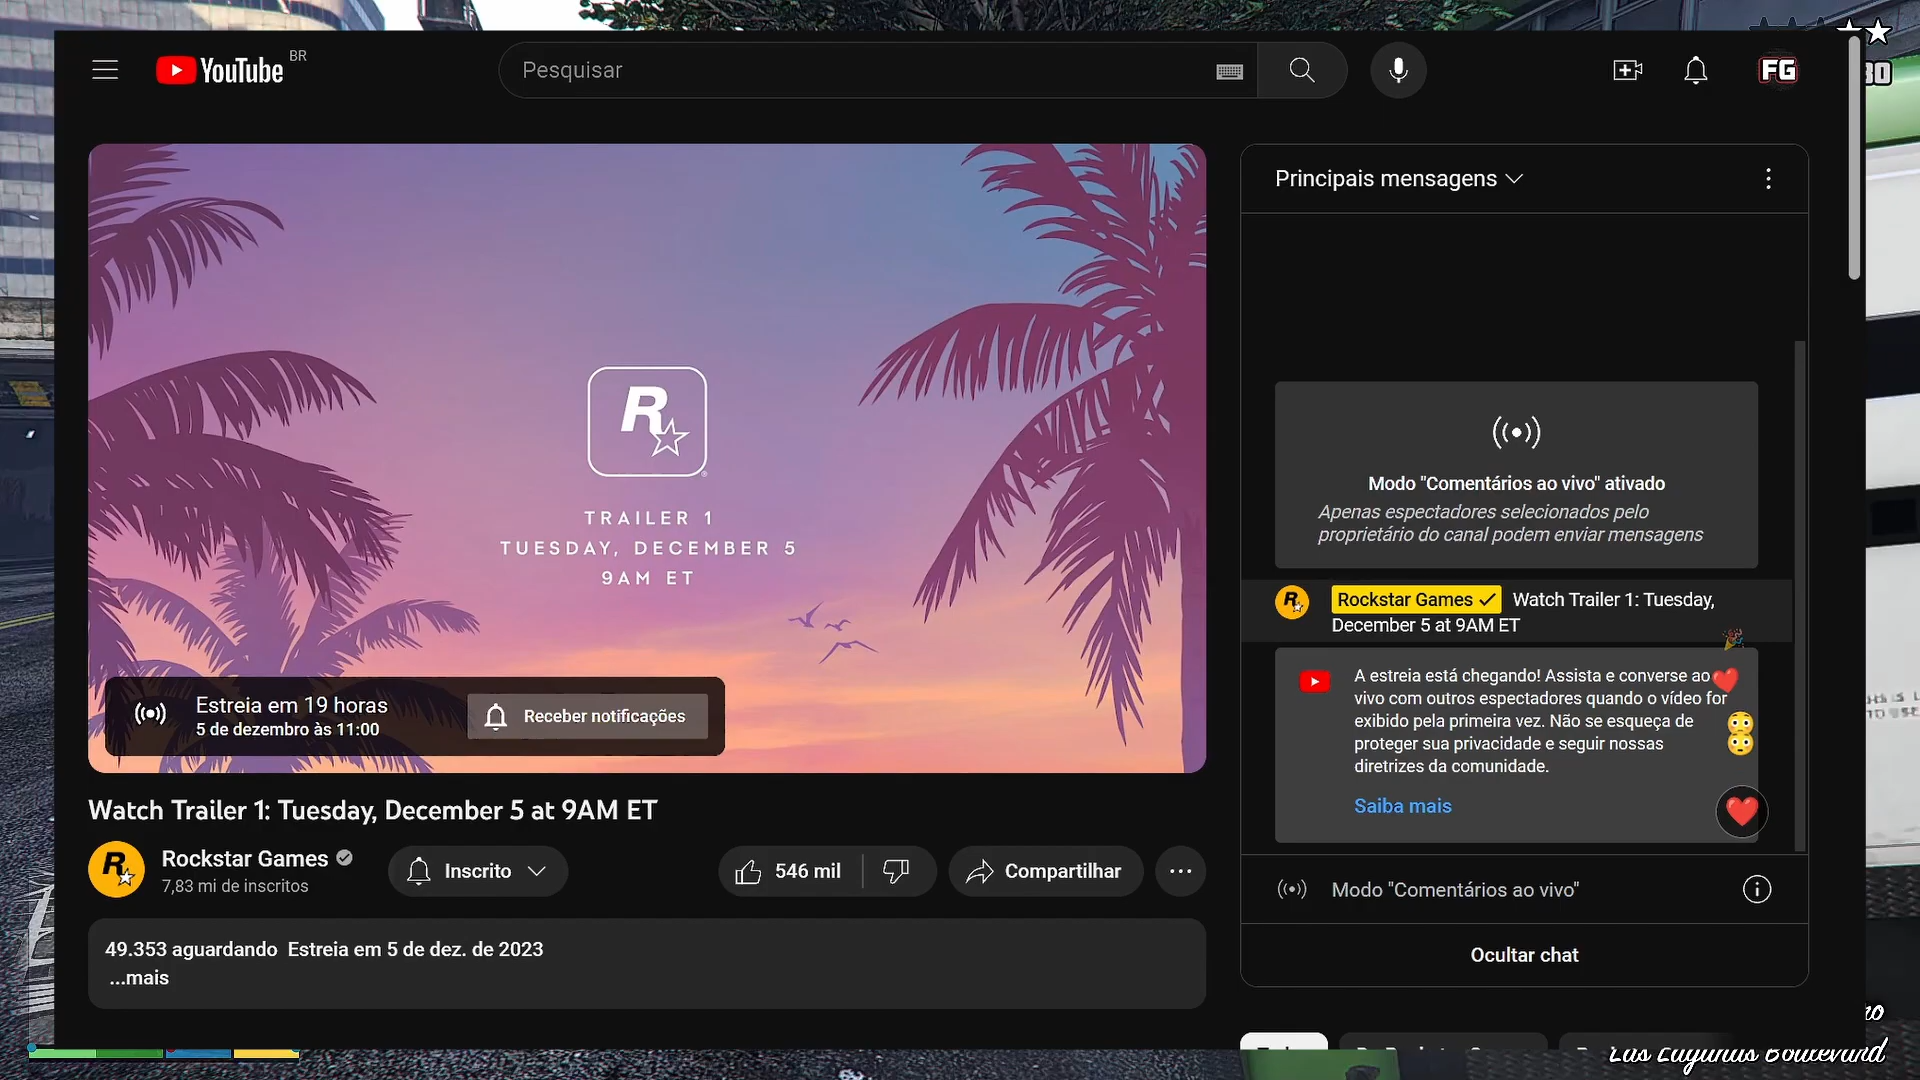 YouTube BR
Pesquisar
FG
TRAILER 1
TUESDAY, DECEMBER 5
9AM ET
Estreia em 19 horas
5 de dezembro às 11:00
Receber notificações
Watch Trailer 1: Tuesday, December 5 at 9AM ET
Rockstar Games
7,83 mi de inscritos
Inscrito
546 mil
Compartilhar
49.353 aguardando Estreia em 5 de dez. de 2023
...mais
Principais mensagens
Modo "Comentários ao vivo" ativado
Apenas espectadores selecionados pelo
proprietário do canal podem enviar mensagens
Rockstar Games Watch Trailer 1: Tuesday,
December 5 at 9AM ET
A estreia está chegando! Assista e converse ao
vivo com outros espectadores quando o vídeo for
exibido pela primeira vez. Não se esqueça de
proteger sua privacidade e seguir nossas
diretrizes da comunidade.
Saiba mais
Modo "Comentários ao vivo"
Ocultar chat
Las Lagunas Boulevard